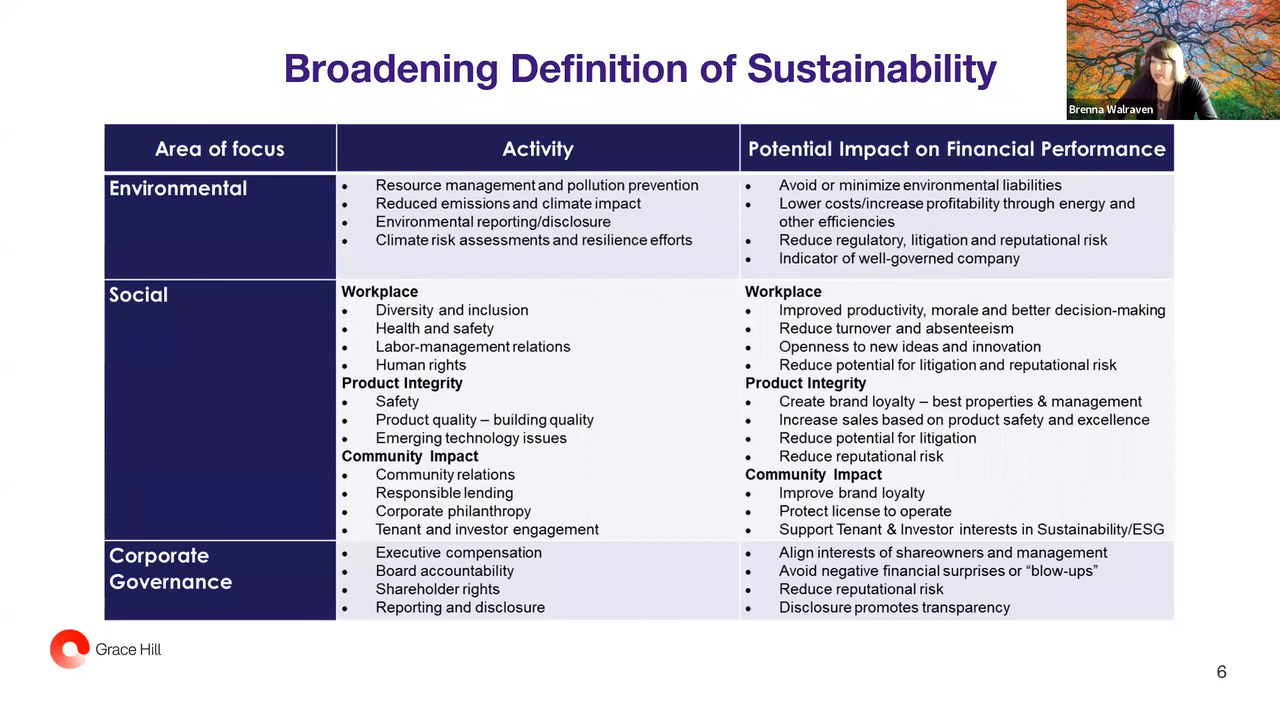 Broadening Definition of Sustainability
Brenna Walraven
Area of focus
Activity
Potential Impact on Financial Performance
Environmental
• Resource management and pollution prevention
• Reduced emissions and climate impact
• Environmental reporting/disclosure
• Climate risk assessments and resilience efforts
• Avoid or minimize environmental liabilities
• Lower costs/increase profitability through energy and
other efficiencies
• Reduce regulatory, litigation and reputational risk
• Indicator of well-governed company
Social
Workplace
• Diversity and inclusion
• Health and safety
• Labor-management relations
• Human rights
Product Integrity
• Safety
• Product quality – building quality
• Emerging technology issues
Community Impact
• Community relations
• Responsible lending
• Corporate philanthropy
• Tenant and investor engagement
Workplace
• Improved productivity, morale and better decision-making
• Reduce turnover and absenteeism
• Openness to new ideas and innovation
• Reduce potential for litigation and reputational risk
Product Integrity
• Create brand loyalty – best properties & management
• Increase sales based on product safety and excellence
• Reduce potential for litigation
• Reduce reputational risk
Community Impact
• Improve brand loyalty
• Protect license to operate
• Support Tenant & Investor interests in Sustainability/ESG
Corporate
Governance
• Executive compensation
• Board accountability
• Shareholder rights
• Reporting and disclosure
• Align interests of shareowners and management
• Avoid negative financial surprises or “blow-ups”
• Reduce reputational risk
• Disclosure promotes transparency
Grace Hill
6